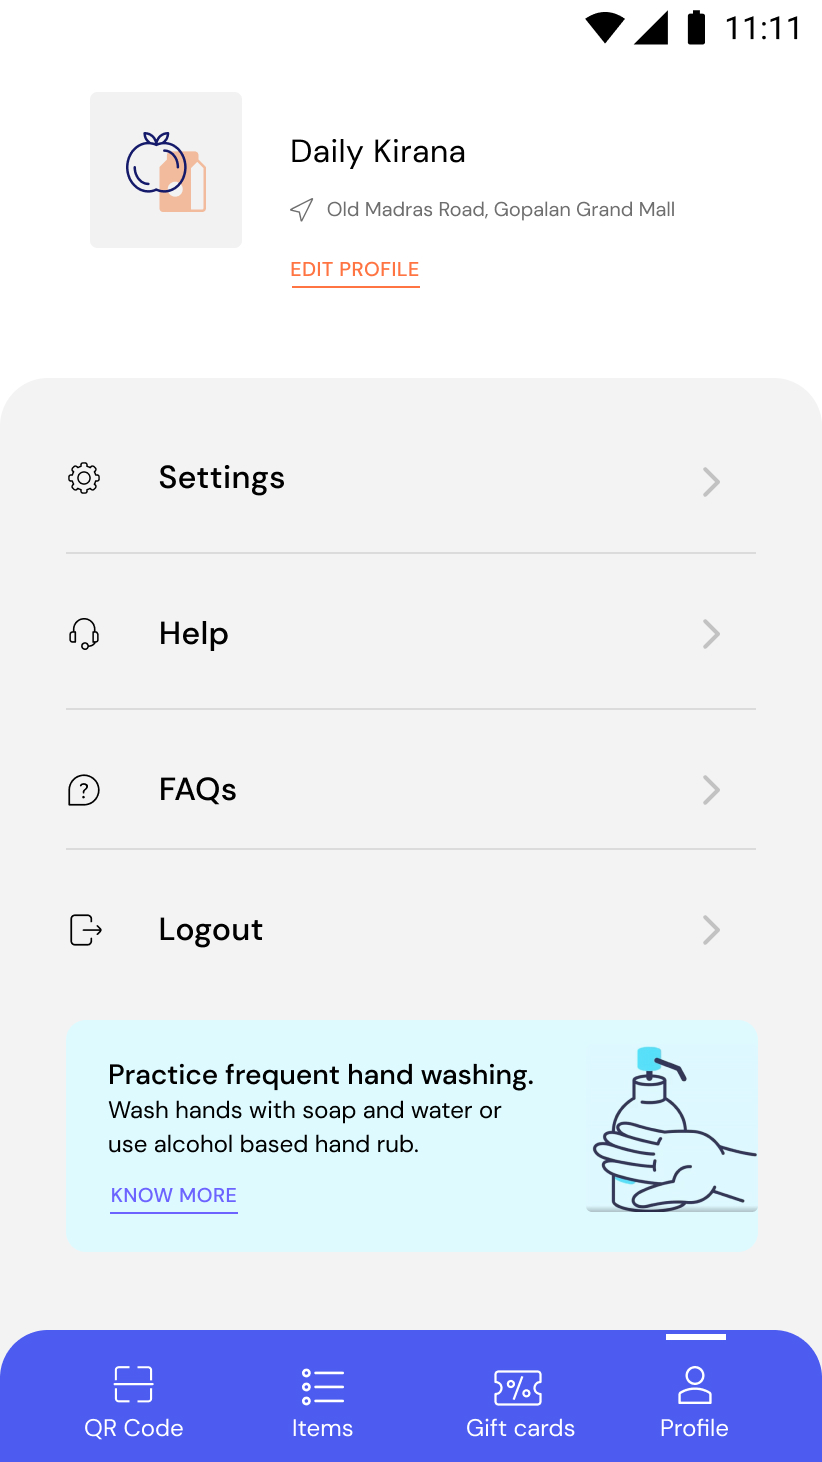 11:11
Daily Kirana
Old Madras Road, Gopalan Grand Mall
EDIT PROFILE
Settings
Help
?
FAQs
Logout
Practice frequent hand washing.
Wash hands with soap and water or
use alcohol based hand rub.
KNOW MORE
%
QR Code
Items
Gift cards
Profile